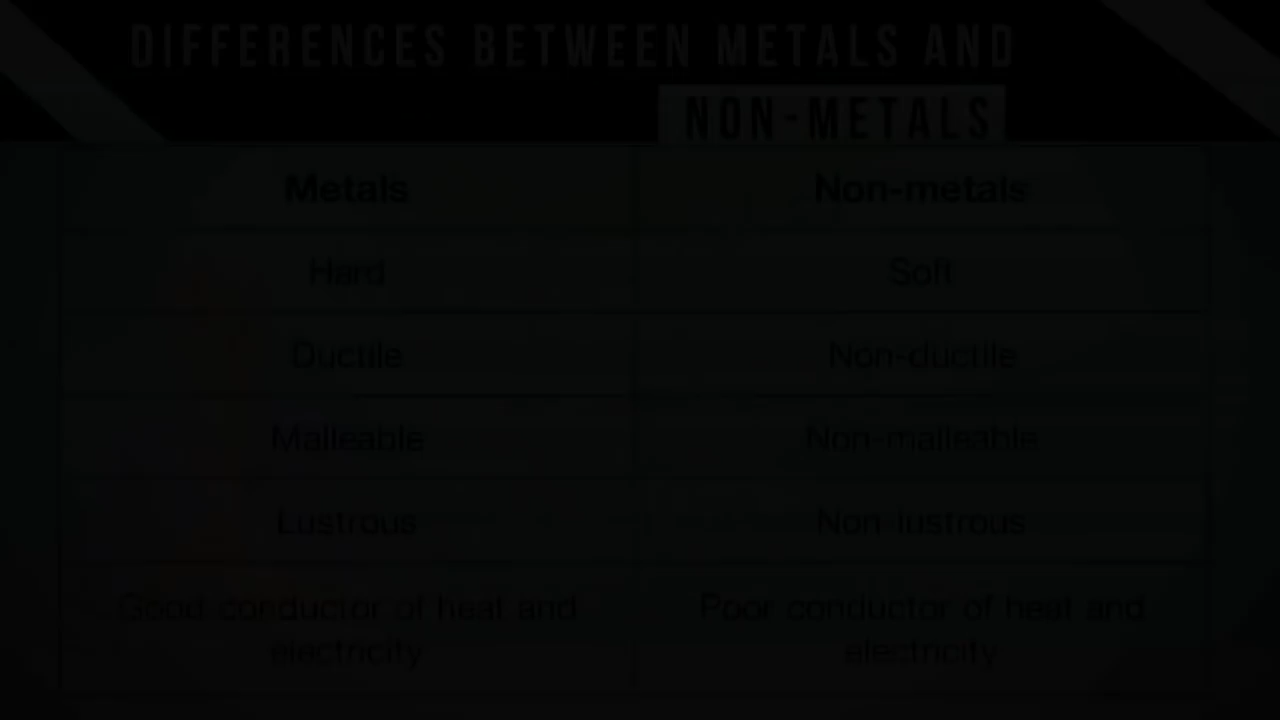 DIFFERENCES BETWEEN METALS AND
NON-METALS
Metals Non-metals
Hard Soft
Ductile Non-ductile
Malleable Non-malleable
Lustrous Non-lustrous
Good conductor of heat and Poor conductor of heat and
electricity electricity